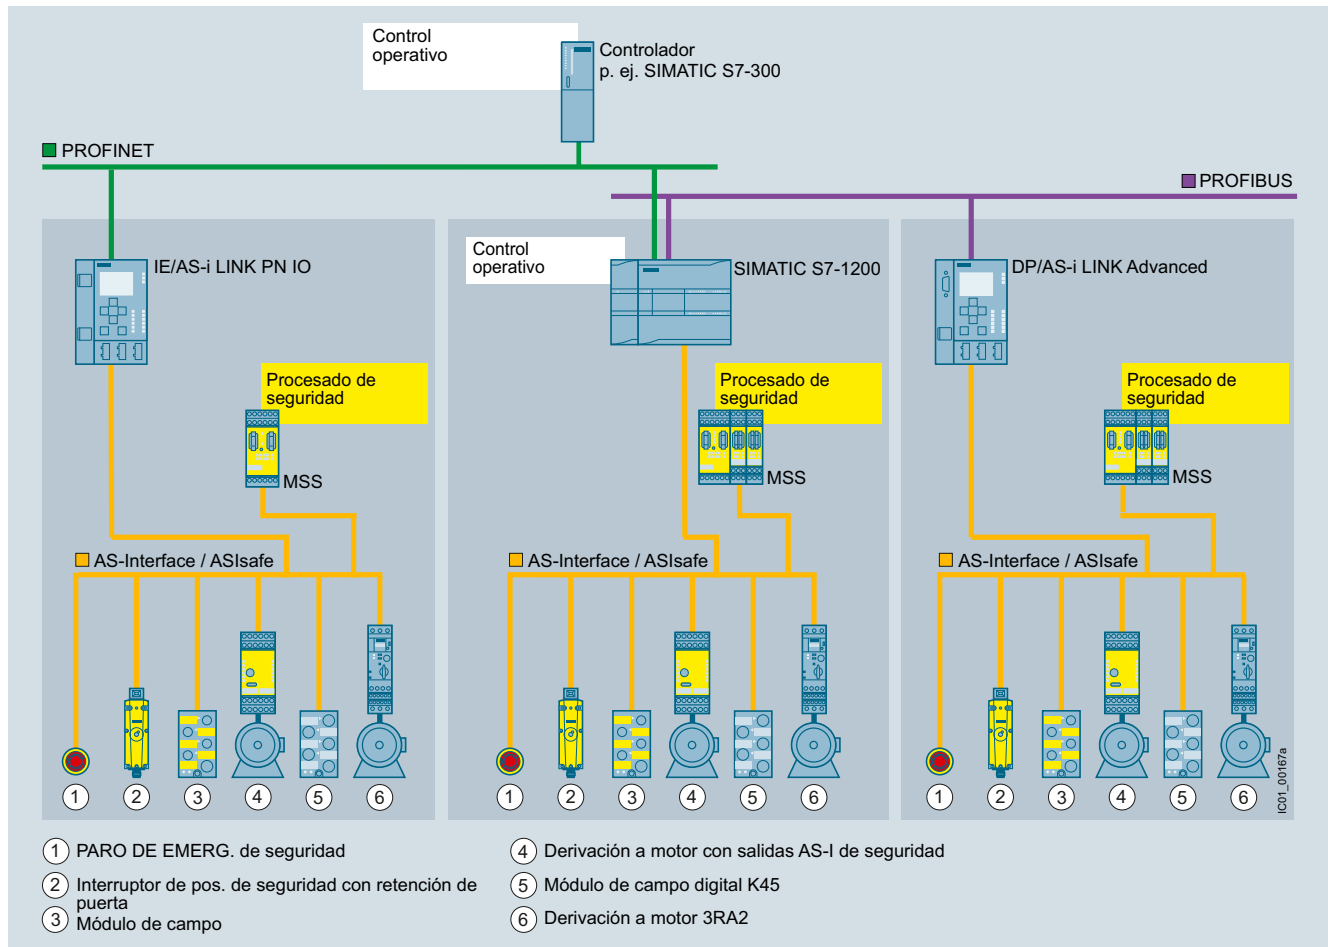 Control
operativo
Controlador
p. ej. SIMATIC S7-300
PROFINET
PROFIBUS
IE/AS-i LINK PN IO
Control
operativo
SIMATIC S7-1200
DP/AS-i LINK Advanced
Procesado de
seguridad
MSS
Procesado de
seguridad
MSS
Procesado de
seguridad
MSS
AS-Interface / ASIsafe
AS-Interface / ASIsafe
AS-Interface / ASIsafe
1 2 3 4 5 6
1 2 3 4 5 6
1 2 3 4 5 6
IC01_00167a
1 PARO DE EMERG. de seguridad
2 Interruptor de pos. de seguridad con retención de
puerta
3 Módulo de campo
4 Derivación a motor con salidas AS-I de seguridad
5 Módulo de campo digital K45
6 Derivación a motor 3RA2